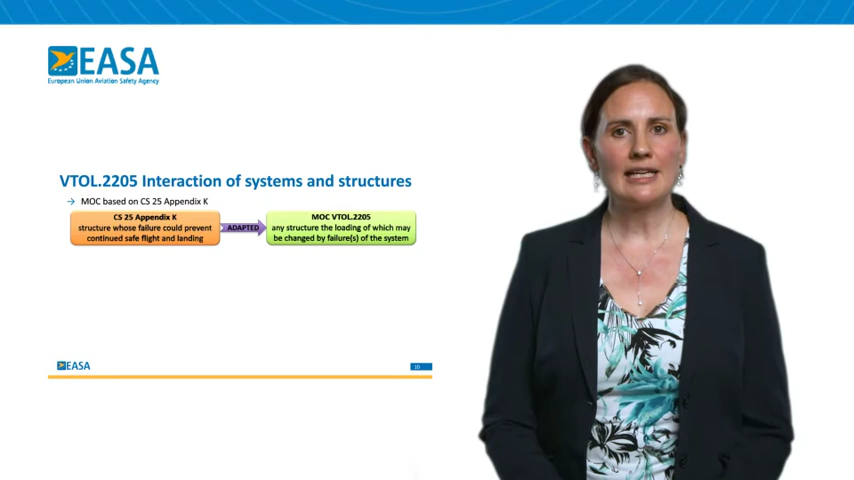 EASA
European Union Aviation Safety Agency
VTOL.2205 Interaction of systems and structures
→ MOC based on CS 25 Appendix K
CS 25 Appendix K
structure whose failure could prevent
continued safe flight and landing
ADAPTED
MOC VTOL.2205
any structure the loading of which may
be changed by failure(s) of the system
EASA
10